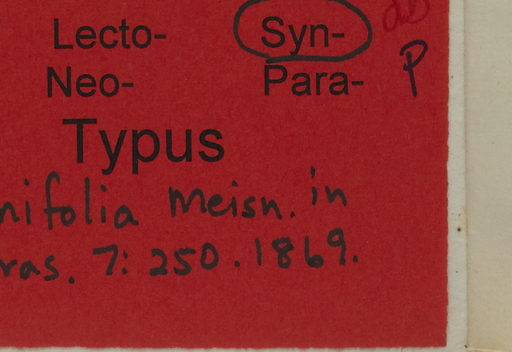 Lecto- Syn-
Neo- Para- P
Typus
nifolia Meisn. in
ras. 7: 250. 1869.